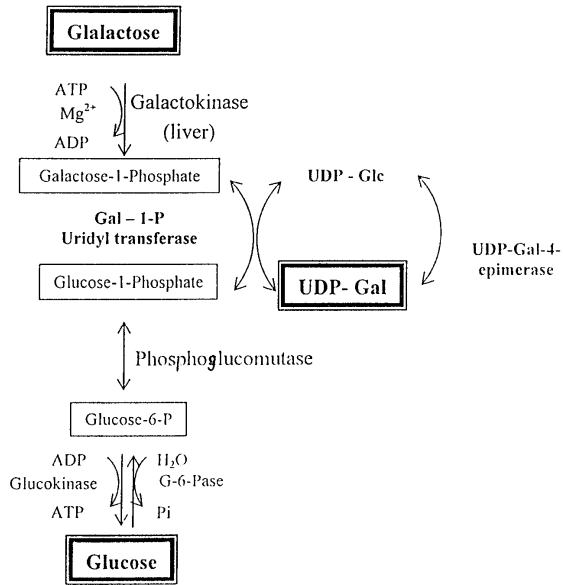 Glalactose
ATP
Mg2+
ADP
Galactokinase
(liver)
Galactose-1-Phosphate
UDP - Glc
Gal – 1-P
Uridyl transferase
UDP-Gal-4-
epimerase
Glucose-1-Phosphate
UDP- Gal
Phosphoglucomutase
Glucose-6-P
ADP
Glucokinase
ATP
H2O
G-6-Pase
Pi
Glucose